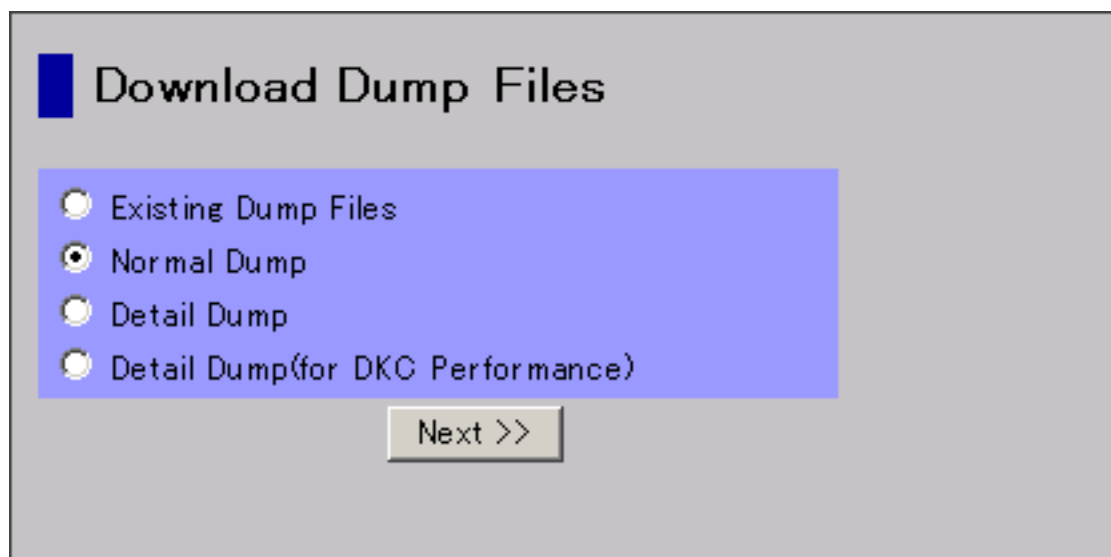 Download Dump Files
Existing Dump Files
Normal Dump
Detail Dump
Detail Dump(for DKC Performance)
Next >>